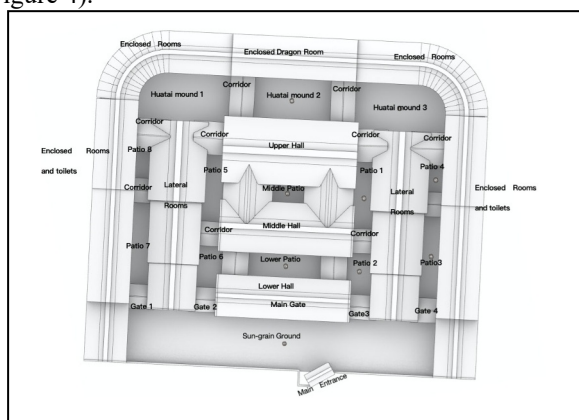 igure 4).
Enclosed Rooms
Enclosed Rooms
Enclosed Dragon Room
Corridor
Corridor
Huatai mound 1
Huatai mound 2
Huatai mound 3
Corridor
Corridor
Corridor
Corridor
Upper Hall
Enclosed Rooms
and toilets
Patio 8
Patio 5
Patio 1
Patio 4
Corridor
Lateral
Rooms
Middle Patio
Lateral
Rooms
Enclosed Rooms
and toilets
Middle Hall
Corridor
Corridor
Patio 7
Patio 6
Lower Patio
Patio 2
Patio3
Lower Hall
Main Gate
Gate 1
Gate 2
Gate3
Gate 4
Sun-grain Ground
Main Entrance